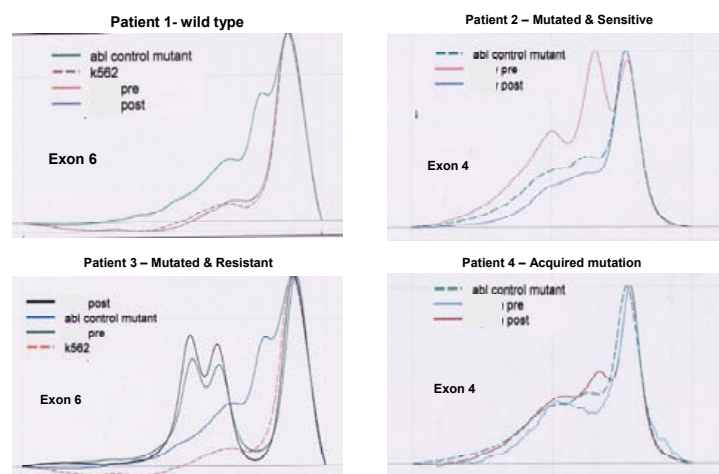 Patient 1- wild type
abl control mutant
k562
pre
post
Exon 6
Patient 2 – Mutated & Sensitive
abl control mutant
pre
post
Exon 4
Patient 3 – Mutated & Resistant
post
abl control mutant
pre
k562
Exon 6
Patient 4 – Acquired mutation
abl control mutant
pre
post
Exon 4